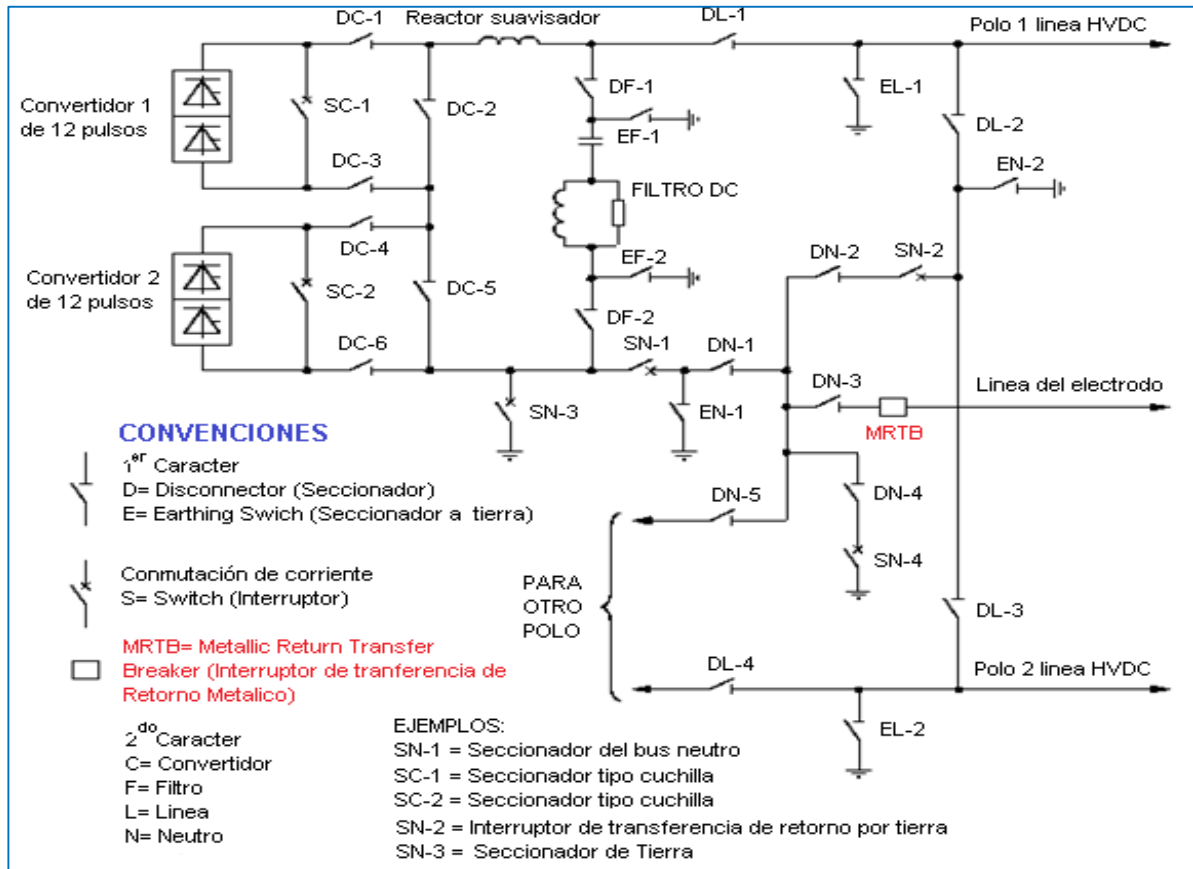 DC-1
Reactor suavisador
DL-1
Polo 1 linea HVDC
Convertidor 1
de 12 pulsos
SC-1
DC-2
DF-1
EF-1
EL-1
DL-2
EN-2
DC-3
FILTRO DC
DC-4
Convertidor 2
de 12 pulsos
SC-2
DC-5
EF-2
DF-2
DN-2
SN-2
DC-6
SN-1
DN-1
DN-3
Linea del electrodo
MRTB
SN-3
EN-1
DN-5
DN-4
SN-4
PARA
OTRO
POLO
DL-3
DL-4
Polo 2 linea HVDC
EL-2
CONVENCIONES
1er Caracter
D= Disconnector (Seccionador)
E= Earthing Swich (Seccionador a tierra)
Conmutación de corriente
S= Switch (Interruptor)
MRTB= Metallic Return Transfer
Breaker (Interruptor de tranferencia de
Retorno Metalico)
2do Caracter
C= Convertidor
F= Filtro
L= Linea
N= Neutro
EJEMPLOS:
SN-1 = Seccionador del bus neutro
SC-1 = Seccionador tipo cuchilla
SC-2 = Seccionador tipo cuchilla
SN-2 = Interruptor de transferencia de retorno por tierra
SN-3 = Seccionador de Tierra